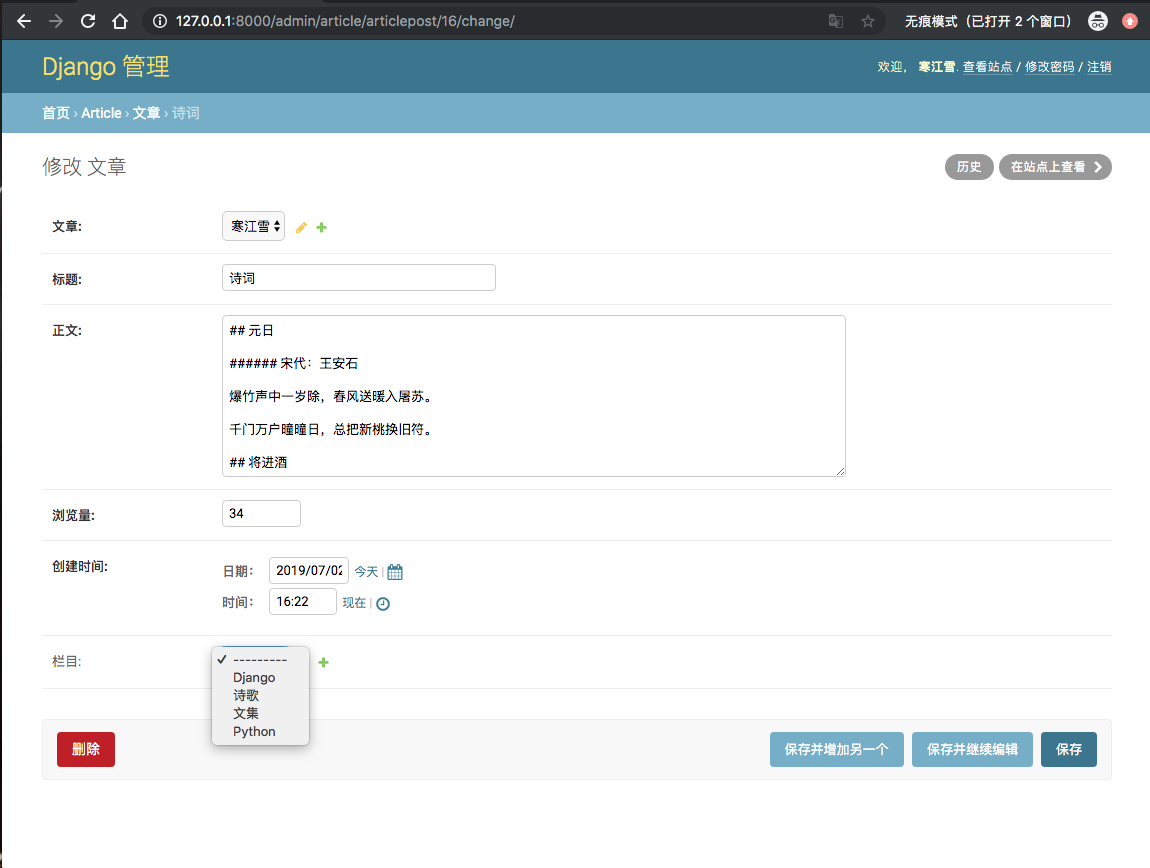 127.0.0.1:8000/admin/article/articlepost/16/change/ 无痕模式（已打开 2 个窗口）
Django 管理 欢迎， 寒江雪. 查看站点 / 修改密码 / 注销
首页 › Article › 文章 › 诗词
修改 文章 历史 在站点上查看
文章: 寒江雪
标题: 诗词
正文: ## 元日
###### 宋代：王安石
爆竹声中一岁除，春风送暖入屠苏。
千门万户曈曈日，总把新桃换旧符。
## 将进酒
浏览量: 34
创建时间: 日期： 2019/07/02 今天 |
时间： 16:22 现在 |
栏目: ---------
Django
诗歌
文集
Python
删除 保存并增加另一个 保存并继续编辑 保存